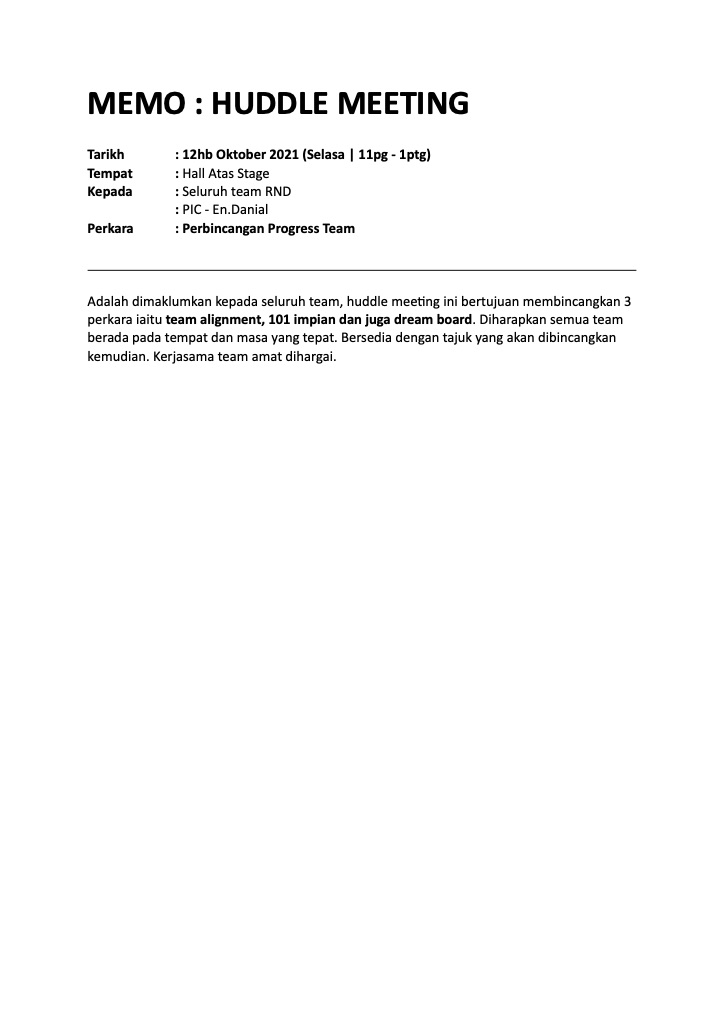 MEMO : HUDDLE MEETING
Tarikh : 12hb Oktober 2021 (Selasa | 11pg - 1ptg)
Tempat : Hall Atas Stage
Kepada : Seluruh team RND
: PIC - En.Danial
Perkara : Perbincangan Progress Team
Adalah dimaklumkan kepada seluruh team, huddle meeting ini bertujuan membincangkan 3
perkara iaitu team alignment, 101 impian dan juga dream board. Diharapkan semua team
berada pada tempat dan masa yang tepat. Bersedia dengan tajuk yang akan dibincangkan
kemudian. Kerjasama team amat dihargai.